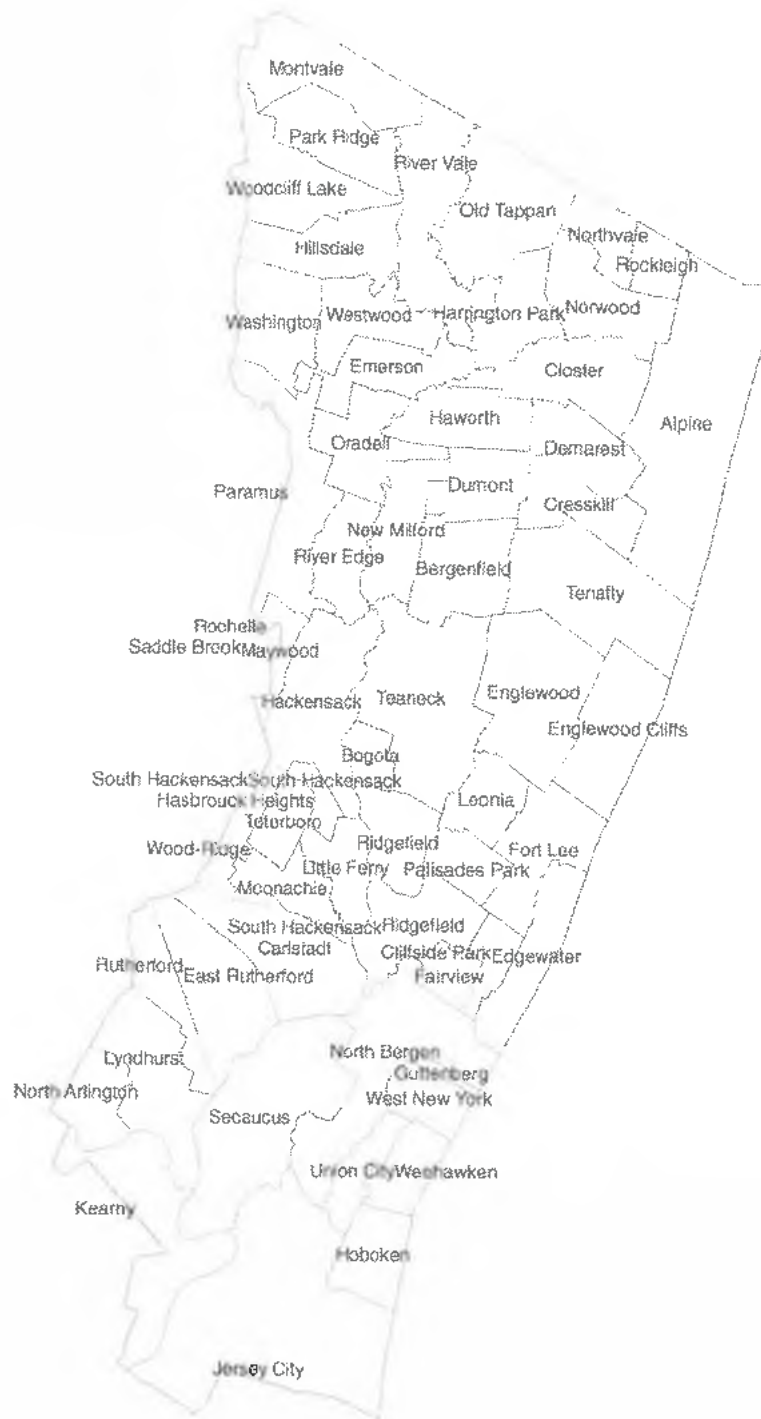 Montvale
Park Ridge
River Vale
Woodcliff Lake
Old Tappan
Northvale
Hillsdale
Rockleigh
Washington
Westwood
Harrington Park
Norwood
Emerson
Closter
Haworth
Alpine
Oradell
Demarest
Paramus
Dumont
Cresskill
New Milford
River Edge
Bergenfield
Tenafly
Rochelle
Saddle Brook
Maywood
Hackensack
Teaneck
Englewood
Englewood Cliffs
Bogota
South Hackensack
South Hackensack
Hasbrouck Heights
Leonia
Teterboro
Ridgefield
Wood-Ridge
Fort Lee
Little Ferry
Palisades Park
Moonachie
South Hackensack
Ridgefield
Carlstadt
Cliffside Park
Edgewater
Rutherford
East Rutherford
Fairview
North Bergen
Lyndhurst
Guttenberg
North Arlington
West New York
Secaucus
Union City
Weehawken
Kearny
Hoboken
Jersey City